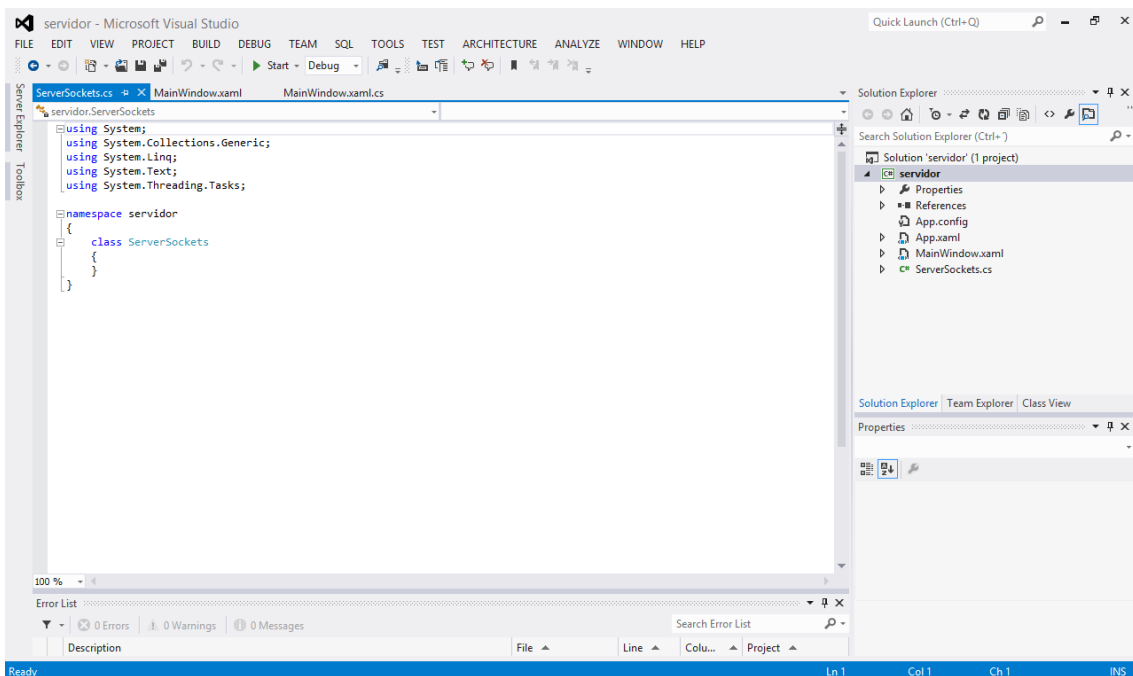 servidor - Microsoft Visual Studio
Quick Launch (Ctrl+Q)
FILE EDIT VIEW PROJECT BUILD DEBUG TEAM SQL TOOLS TEST ARCHITECTURE ANALYZE WINDOW HELP
Start Debug
Server Explorer
Toolbox
ServerSockets.cs MainWindow.xaml MainWindow.xaml.cs
servidor.ServerSockets
using System;
using System.Collections.Generic;
using System.Linq;
using System.Text;
using System.Threading.Tasks;
namespace servidor
{
class ServerSockets
{
}
}
100 %
Solution Explorer
Search Solution Explorer (Ctrl+´)
Solution 'servidor' (1 project)
C# servidor
Properties
References
App.config
App.xaml
MainWindow.xaml
C# ServerSockets.cs
Solution Explorer Team Explorer Class View
Properties
Error List
0 Errors 0 Warnings 0 Messages
Search Error List
Description File Line Colu... Project
Ready Ln 1 Col 1 Ch 1 INS